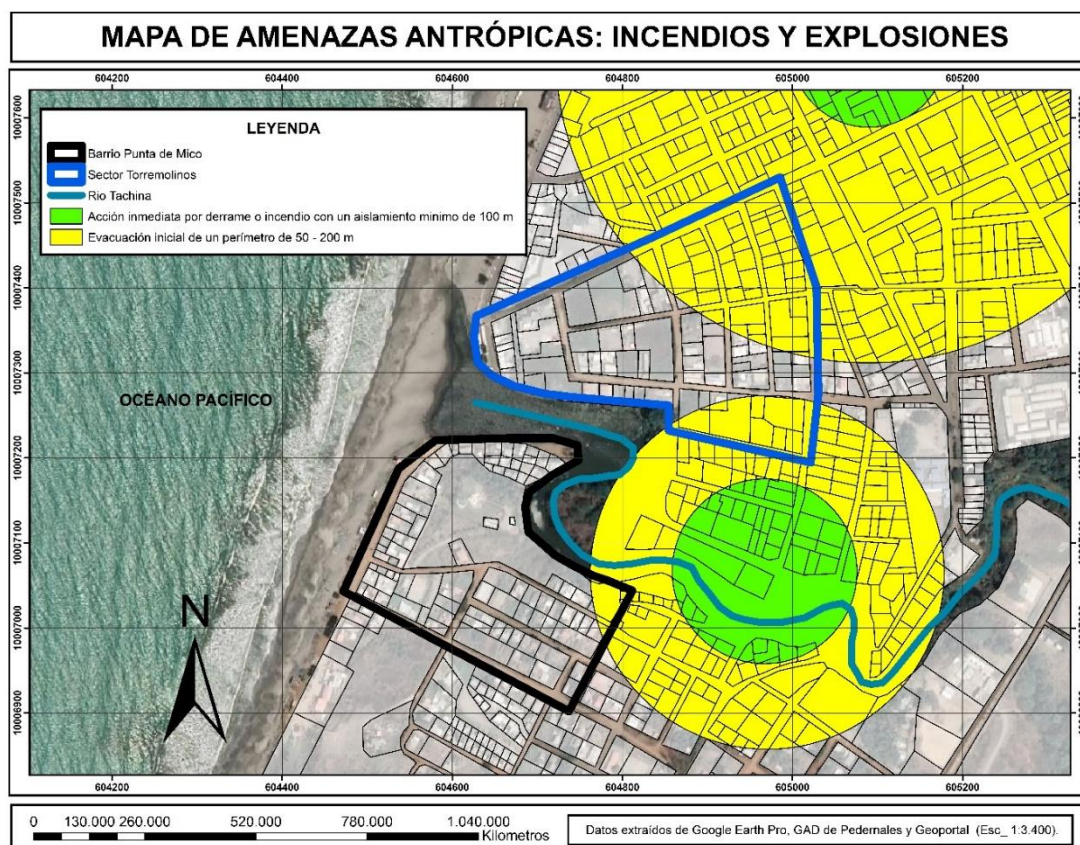 MAPA DE AMENAZAS ANTRÓPICAS: INCENDIOS Y EXPLOSIONES
604200 604400 604600 604800 605000 605200
LEYENDA
Barrio Punta de Mico
Sector Torremolinos
Rio Tachina
Acción inmediata por derrame o incendio con un aislamiento minimo de 100 m
Evacuación inicial de un perímetro de 50 - 200 m
10007600
10007500
10007400
10007300
10007200
10007100
10007000
10006900
OCÉANO PACÍFICO
N
604200 604400 604600 604800 605000 605200
0 130.000 260.000 520.000 780.000 1.040.000
Kilometros
Datos extraídos de Google Earth Pro, GAD de Pedernales y Geoportal (Esc_ 1:3.400).